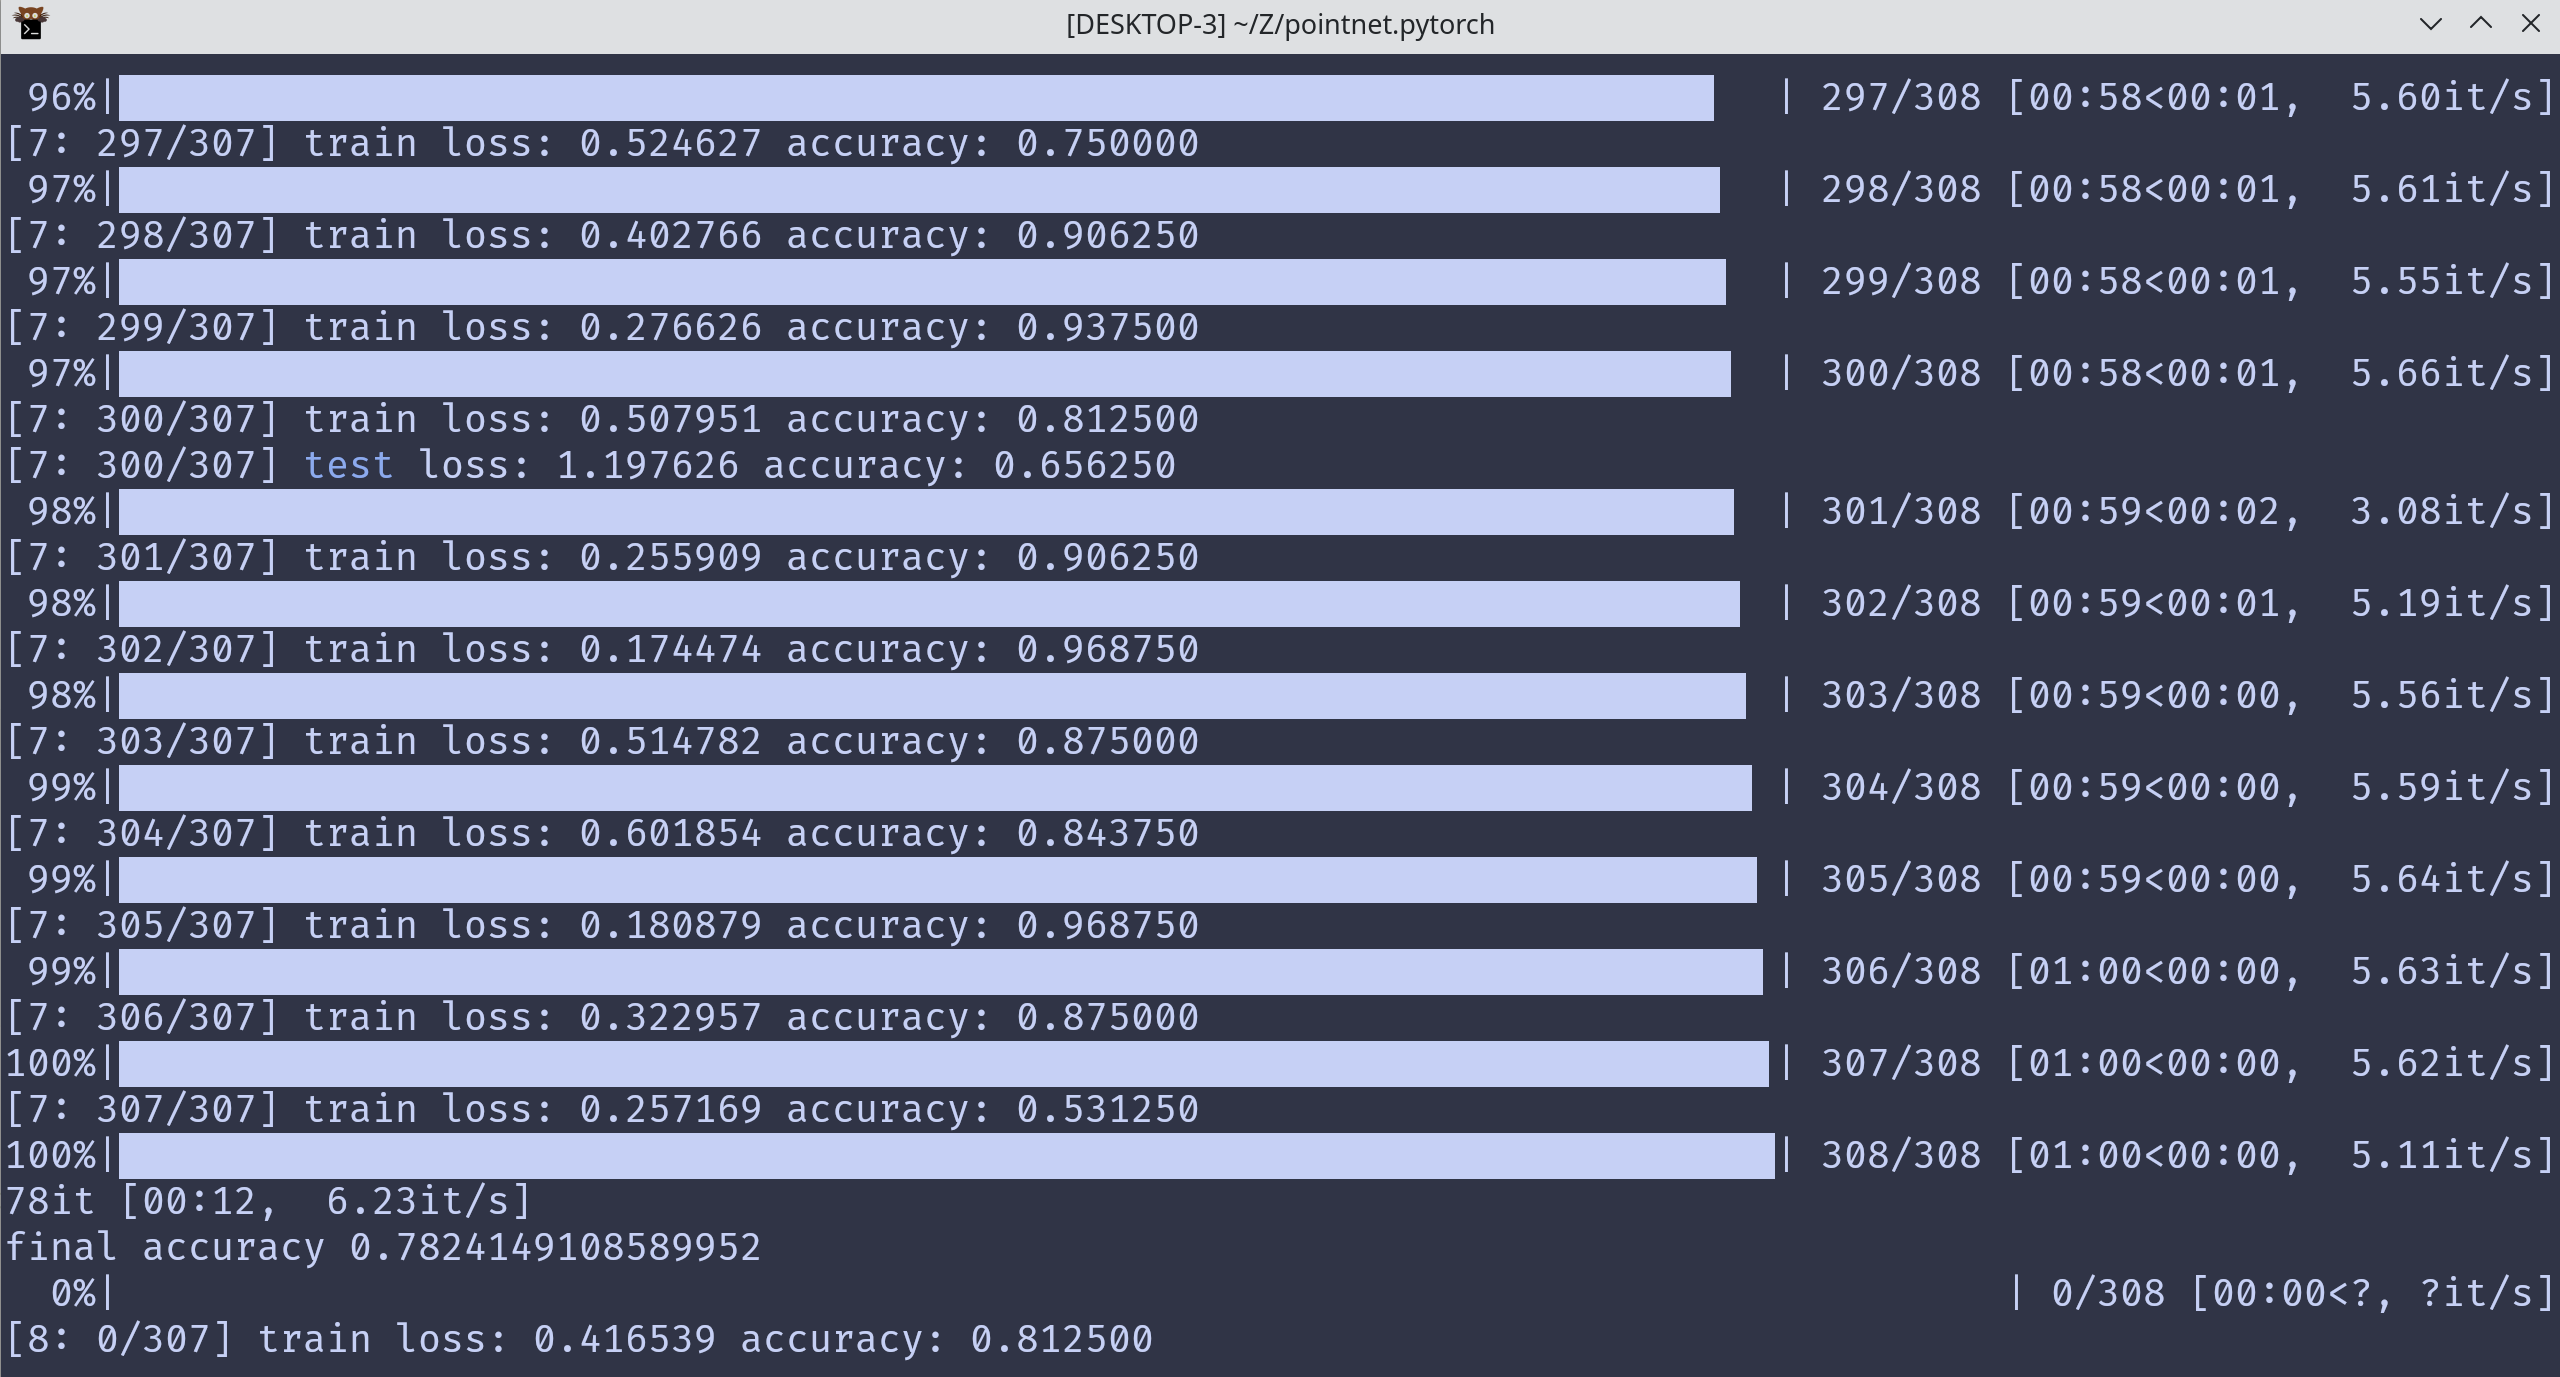 [DESKTOP-3] ~/Z/pointnet.pytorch
96%| | 297/308 [00:58<00:01, 5.60it/s]
[7: 297/307] train loss: 0.524627 accuracy: 0.750000
97%| | 298/308 [00:58<00:01, 5.61it/s]
[7: 298/307] train loss: 0.402766 accuracy: 0.906250
97%| | 299/308 [00:58<00:01, 5.55it/s]
[7: 299/307] train loss: 0.276626 accuracy: 0.937500
97%| | 300/308 [00:58<00:01, 5.66it/s]
[7: 300/307] train loss: 0.507951 accuracy: 0.812500
[7: 300/307] test loss: 1.197626 accuracy: 0.656250
98%| | 301/308 [00:59<00:02, 3.08it/s]
[7: 301/307] train loss: 0.255909 accuracy: 0.906250
98%| | 302/308 [00:59<00:01, 5.19it/s]
[7: 302/307] train loss: 0.174474 accuracy: 0.968750
98%| | 303/308 [00:59<00:00, 5.56it/s]
[7: 303/307] train loss: 0.514782 accuracy: 0.875000
99%| | 304/308 [00:59<00:00, 5.59it/s]
[7: 304/307] train loss: 0.601854 accuracy: 0.843750
99%| | 305/308 [00:59<00:00, 5.64it/s]
[7: 305/307] train loss: 0.180879 accuracy: 0.968750
99%| | 306/308 [01:00<00:00, 5.63it/s]
[7: 306/307] train loss: 0.322957 accuracy: 0.875000
100%| | 307/308 [01:00<00:00, 5.62it/s]
[7: 307/307] train loss: 0.257169 accuracy: 0.531250
100%| | 308/308 [01:00<00:00, 5.11it/s]
78it [00:12, 6.23it/s]
final accuracy 0.7824149108589952
0%| | 0/308 [00:00<?, ?it/s]
[8: 0/307] train loss: 0.416539 accuracy: 0.812500